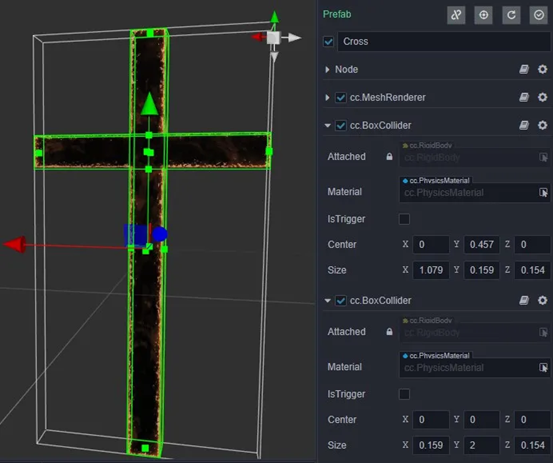 Prefab
Cross
Node
cc.MeshRenderer
cc.BoxCollider
Attached
cc.RigidBody
cc.RigidBody
Material
cc.PhysicsMaterial
cc.PhysicsMaterial
IsTrigger
Center X 0 Y 0.457 Z 0
Size X 1.079 Y 0.159 Z 0.154
cc.BoxCollider
Attached
cc.RigidBody
cc.RigidBody
Material
cc.PhysicsMaterial
cc.PhysicsMaterial
IsTrigger
Center X 0 Y 0 Z 0
Size X 0.159 Y 2 Z 0.154